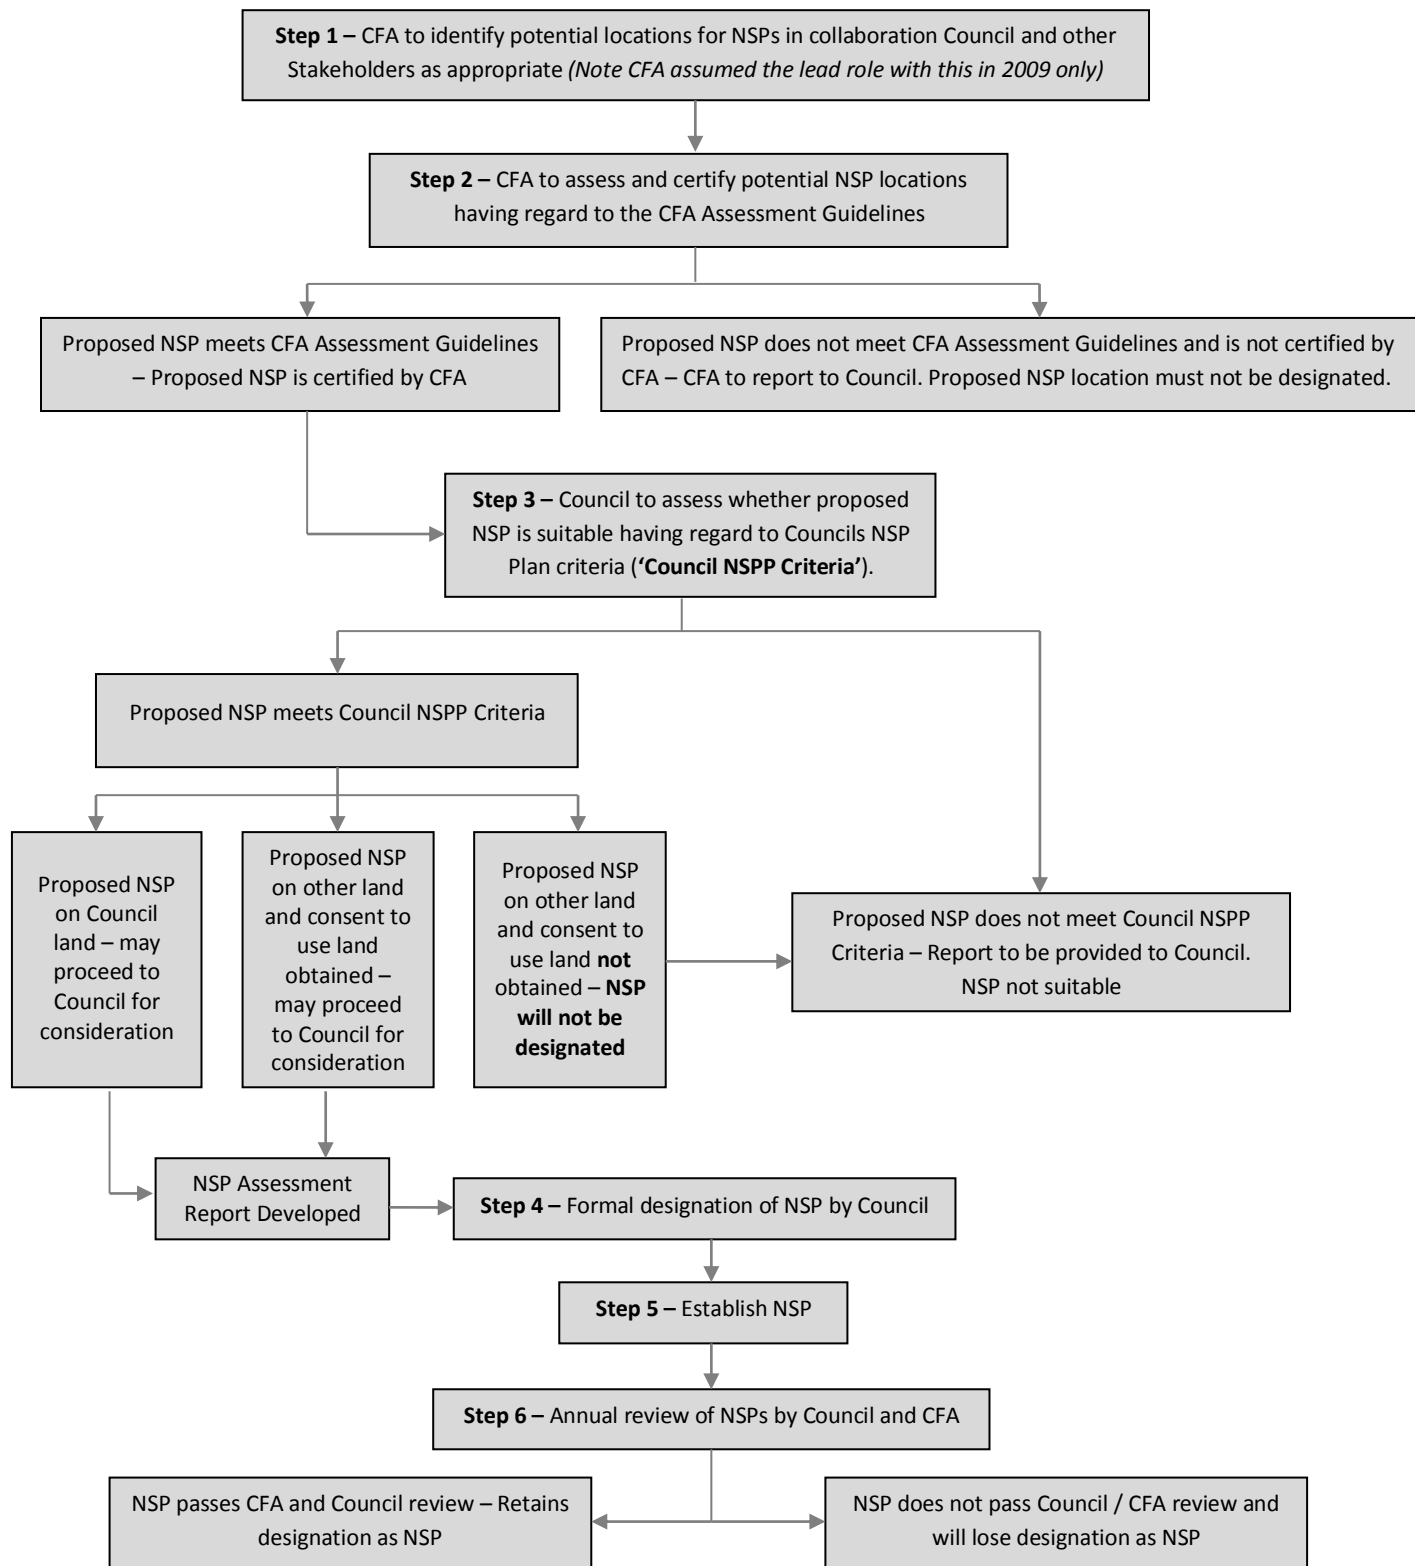 Step 1 – CFA to identify potential locations for NSPs in collaboration Council and other
Stakeholders as appropriate (Note CFA assumed the lead role with this in 2009 only)
Step 2 – CFA to assess and certify potential NSP locations
having regard to the CFA Assessment Guidelines
Proposed NSP meets CFA Assessment Guidelines
– Proposed NSP is certified by CFA
Proposed NSP does not meet CFA Assessment Guidelines and is not certified by
CFA – CFA to report to Council. Proposed NSP location must not be designated.
Step 3 – Council to assess whether proposed
NSP is suitable having regard to Councils NSP
Plan criteria (‘Council NSPP Criteria’).
Proposed NSP meets Council NSPP Criteria
Proposed NSP
on Council
land – may
proceed to
Council for
consideration
Proposed NSP
on other land
and consent to
use land
obtained –
may proceed
to Council for
consideration
Proposed NSP
on other land
and consent to
use land not
obtained – NSP
will not be
designated
Proposed NSP does not meet Council NSPP
Criteria – Report to be provided to Council.
NSP not suitable
NSP Assessment
Report Developed
Step 4 – Formal designation of NSP by Council
Step 5 – Establish NSP
Step 6 – Annual review of NSPs by Council and CFA
NSP passes CFA and Council review – Retains
designation as NSP
NSP does not pass Council / CFA review and
will lose designation as NSP